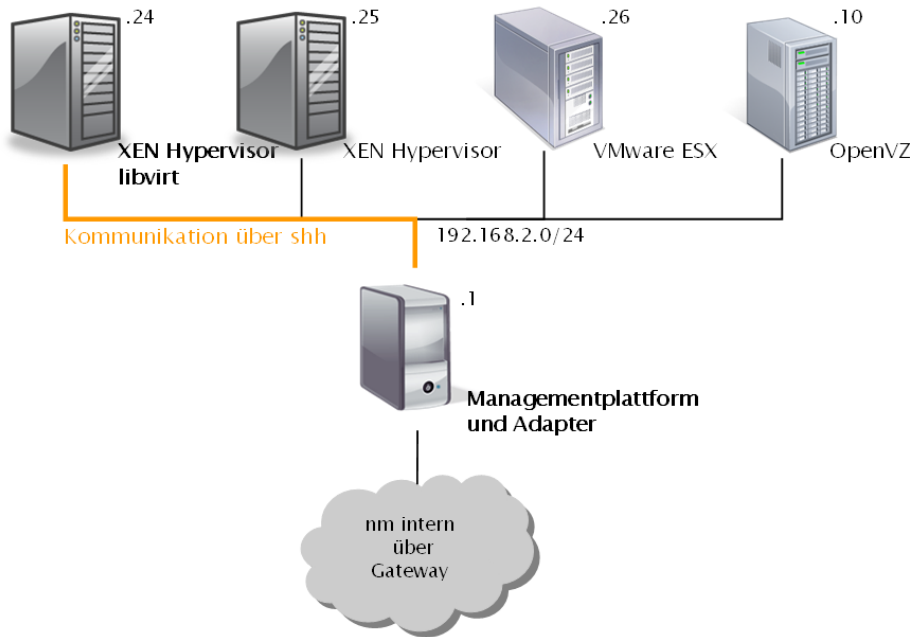 .24
.25
.26
.10
XEN Hypervisor
libvirt
XEN Hypervisor
VMware ESX
OpenVZ
Kommunikation über shh
192.168.2.0/24
.1
Managementplattform
und Adapter
nm intern
über
Gateway